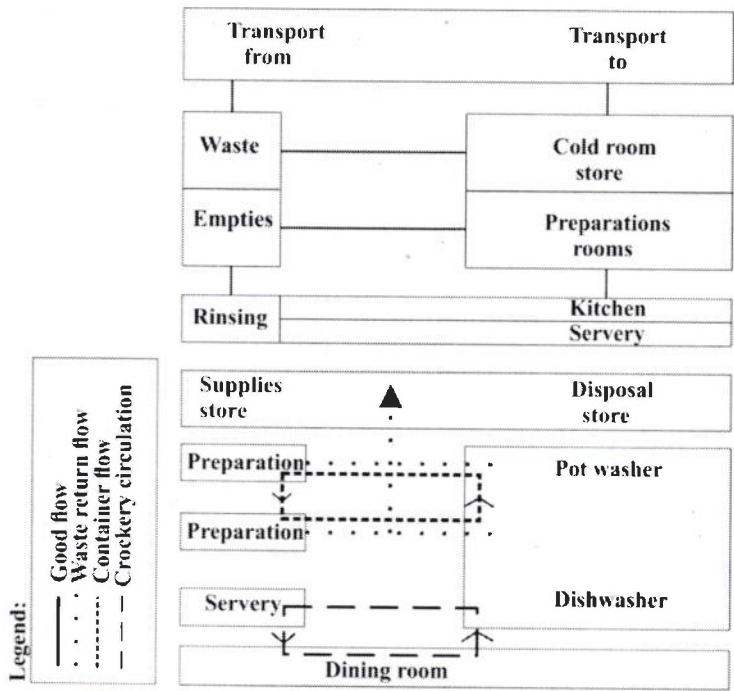 Transport
from
Transport
to
Waste
Cold room
store
Empties
Preparations
rooms
Rinsing
Kitchen
Servery
Supplies
store
Disposal
store
Preparation
Pot washer
Preparation
Servery
Dishwasher
Dining room
Legend:
Good flow
Waste return flow
Container flow
Crockery circulation